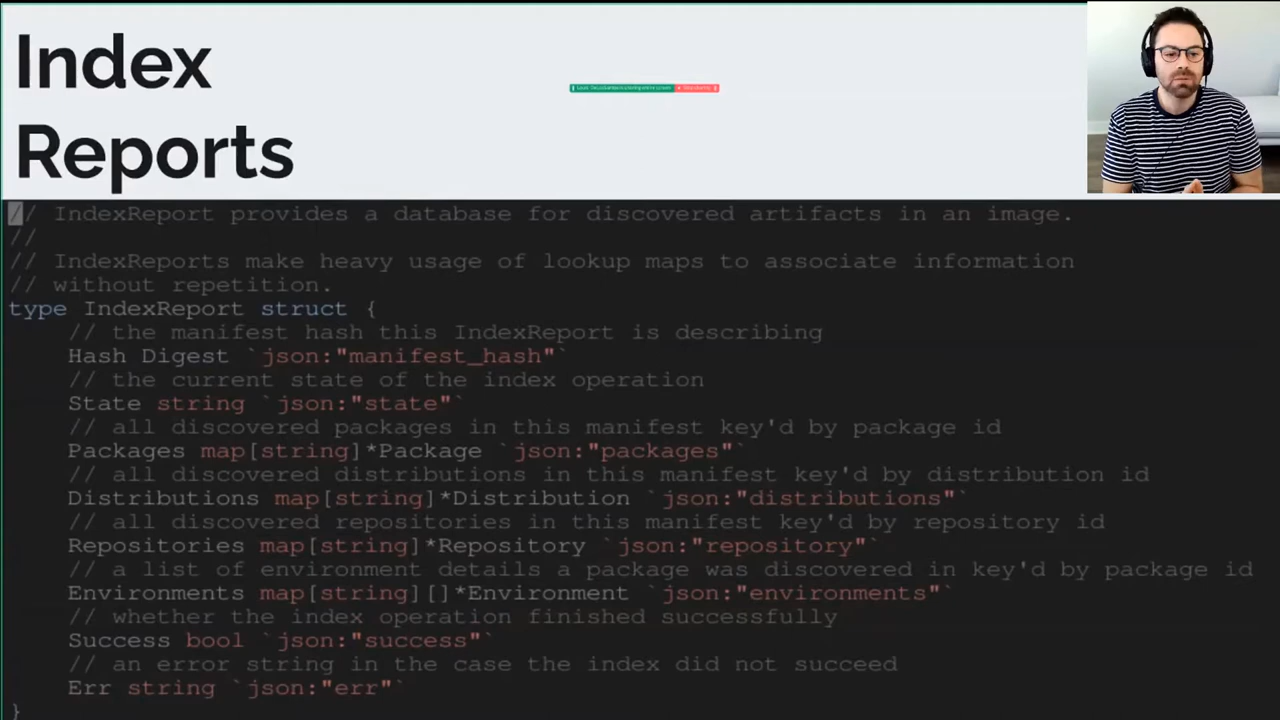 Index
Reports
// IndexReport provides a database for discovered artifacts in an image.
//
// IndexReports make heavy usage of lookup maps to associate information
// without repetition.
type IndexReport struct {
// the manifest hash this IndexReport is describing
Hash Digest `json:"manifest_hash"`
// the current state of the index operation
State string `json:"state"`
// all discovered packages in this manifest key'd by package id
Packages map[string]*Package `json:"packages"`
// all discovered distributions in this manifest key'd by distribution id
Distributions map[string]*Distribution `json:"distributions"`
// all discovered repositories in this manifest key'd by repository id
Repositories map[string]*Repository `json:"repository"`
// a list of environment details a package was discovered in key'd by package id
Environments map[string][]*Environment `json:"environments"`
// whether the index operation finished successfully
Success bool `json:"success"`
// an error string in the case the index did not succeed
Err string `json:"err"`
}